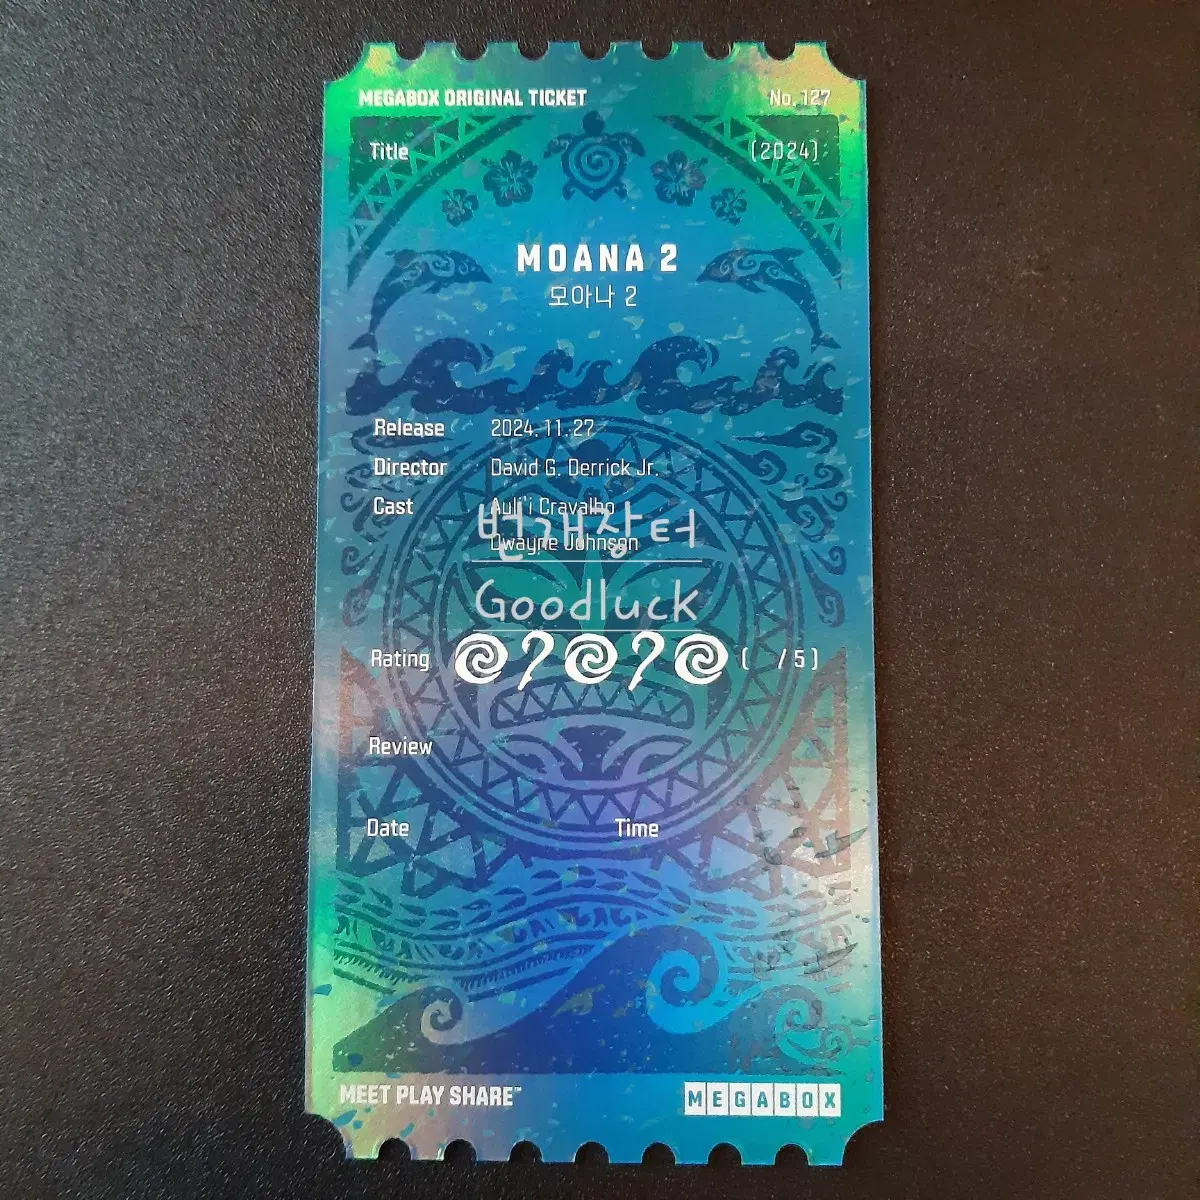 MEGABOX ORIGINAL TICKET No. 127
Title (2024)
MOANA 2
모아나 2
Release 2024. 11. 27
Director David G. Derrick Jr.
Cast Auli'i Cravalho
Dwayne Johnson
번개장터
Goodluck
Rating ( / 5 )
Review
Date Time
MEET PLAY SHARE™ MEGABOX